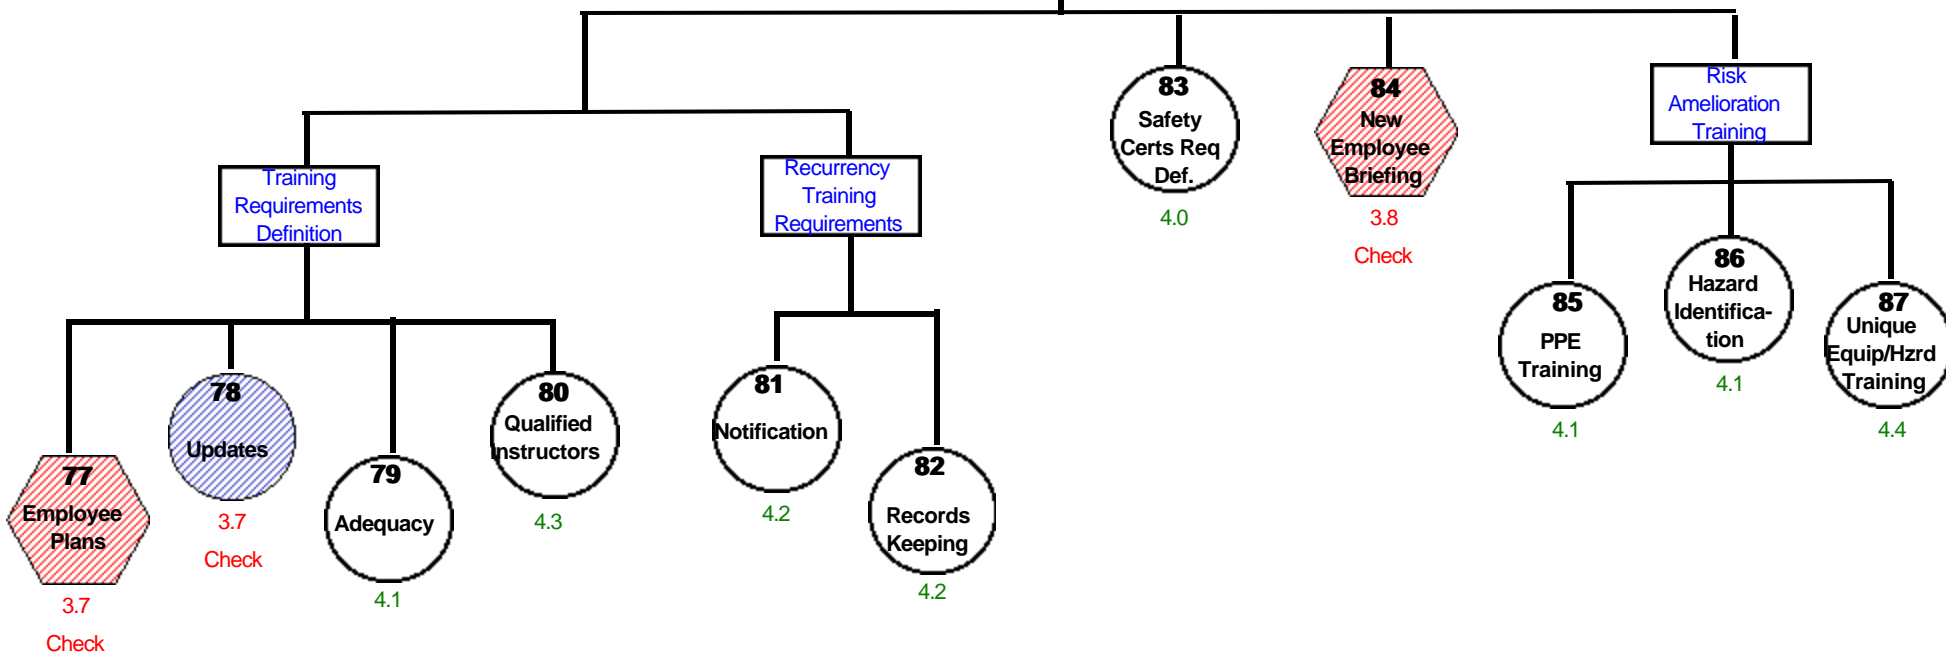 Training
Requirements
Definition
Recurrency
Training
Requirements
83
Safety
Certs Req
Def.
4.0
84
New
Employee
Briefing
3.8
Check
Risk
Amelioration
Training
77
Employee
Plans
3.7
Check
78
Updates
3.7
Check
79
Adequacy
4.1
80
Qualified
Instructors
4.3
81
Notification
4.2
82
Records
Keeping
4.2
85
PPE
Training
4.1
86
Hazard
Identifica-
tion
4.1
87
Unique
Equip/Hzrd
Training
4.4